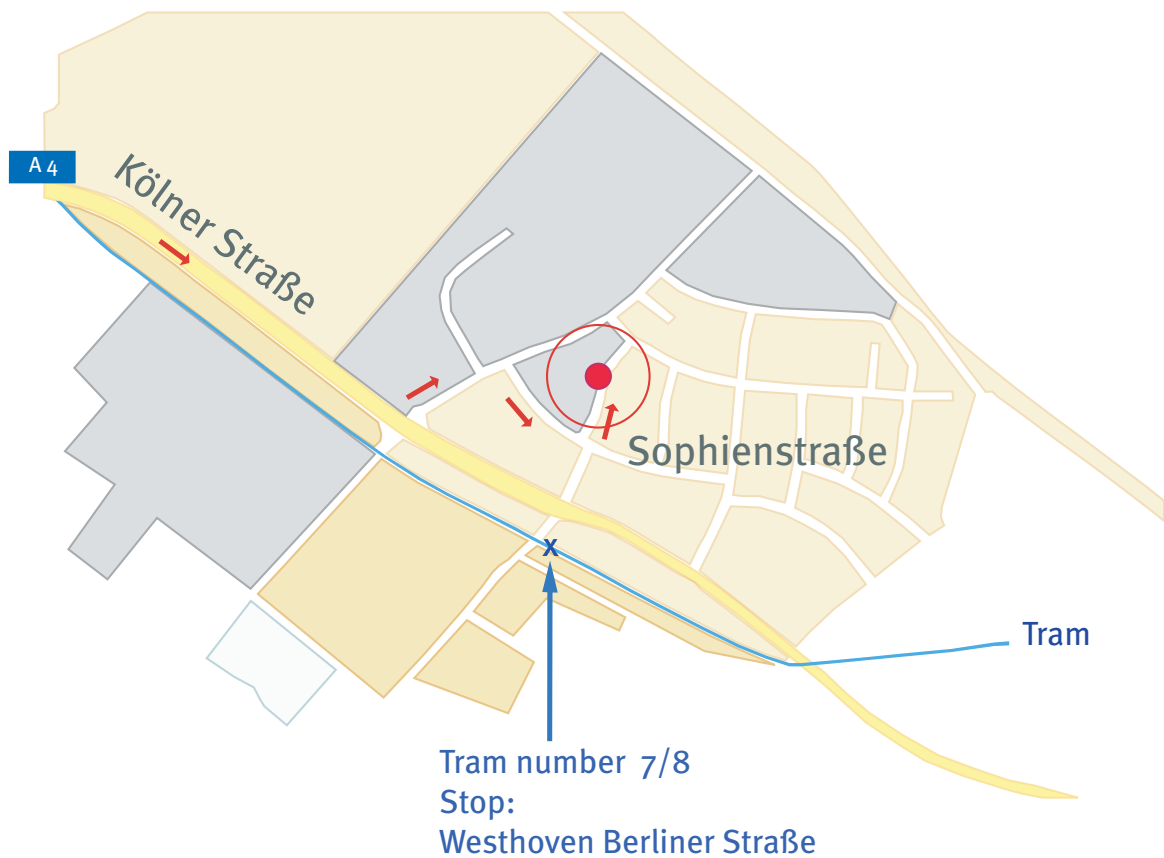 A 4
Kölner Straße
Sophienstraße
Tram
x
Tram number 7/8
Stop:
Westhoven Berliner Straße